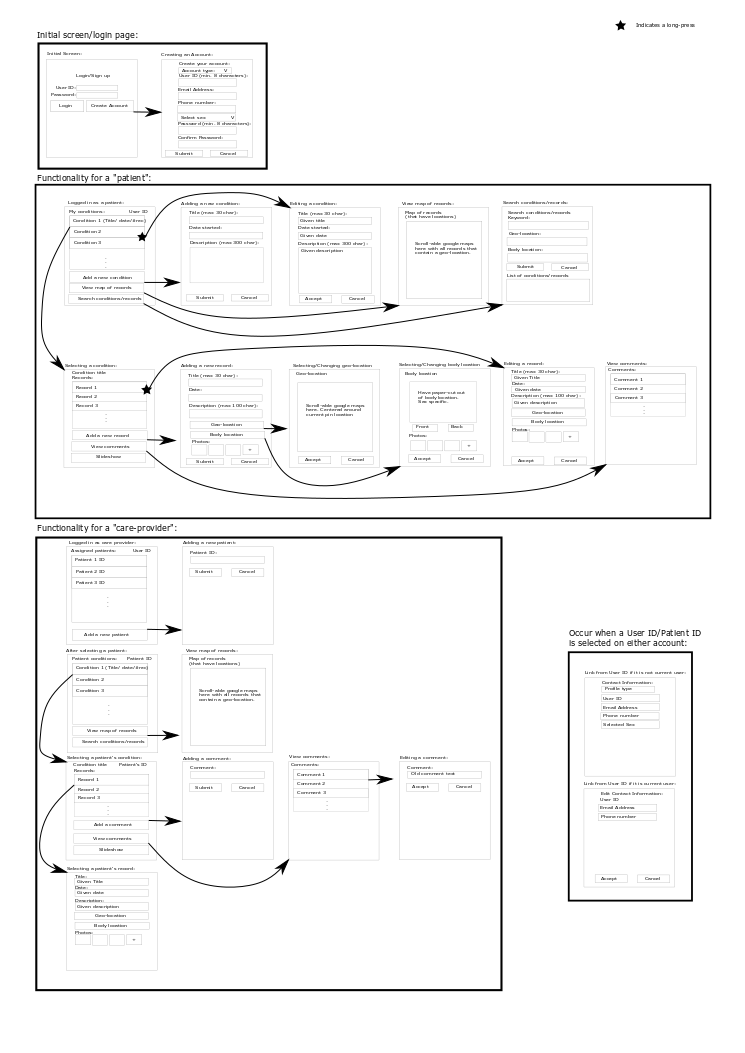 Indicates a long-press
Initial screen/login page:
Initial Screen:
Login/Sign up
User ID:
Password:
Login
Create Account
Creating an Account:
Create your account:
Account type: V
User ID (min. 8 characters):
Email Address:
Phone number:
Select sex V
Password (min. 8 characters):
Confirm Password:
Submit
Cancel
Functionality for a "patient":
Logged in as a patient:
My conditions: User ID
Condition 1 (Title/ date/ #rec)
Condition 2
Condition 3
Add a new condition
View map of records
Search conditions/records
Adding a new condition:
Title (max 30 char):
Date started:
Description (max 300 char):
Submit
Cancel
Editing a condition:
Title (max 30 char):
Given title
Date started:
Given data
Description (max 300 char):
Given description
Accept
Cancel
View map of records:
Map of records
(that have locations)
Scroll-able google maps
here with all records that
contain a geo-location.
Search conditions/records:
Search conditions/records
Keyword:
Geo-location:
Body location:
Submit
Cancel
List of conditions/records
Selecting a condition:
Condition title
Records:
Record 1
Record 2
Record 3
Add a new record
View comments
Slideshow
Adding a new record:
Title (max 30 char):
Date:
Description (max 100 char):
Geo-location
Body location
Photos:
+
Submit
Cancel
Selecting/Changing geo-location
Geo-location
Scroll-able google maps
here. Centered around
current pin location
Accept
Cancel
Selecting/Changing body location
Body location
Have paper-cut out
of body location.
Sex specific.
Front
Back
Photos:
+
Accept
Cancel
Editing a record:
Title (max 30 char):
Given Title
Date:
Given date
Description (max 100 char):
Given description
Geo-location
Body location
Photos:
+
Accept
Cancel
View comments:
Comments:
Comment 1
Comment 2
Comment 3
Functionality for a "care-provider":
Logged in as care provider:
Assigned patients: User ID
Patient 1 ID
Patient 2 ID
Patient 3 ID
Add a new patient
Adding a new patient:
Patient ID:
Submit
Cancel
After selecting a patient:
Patient conditions: Patient ID
Condition 1 (Title/ date/ #rec)
Condition 2
Condition 3
View map of records
Search conditions/records
View map of records:
Map of records
(that have locations)
Scroll-able google maps
here with all records that
contain a geo-location.
Selecting a patient's condition:
Condition title Patient's ID
Records:
Record 1
Record 2
Record 3
Add a comment
View comments
Slideshow
Adding a comment:
Comment:
Submit
Cancel
View comments:
Comments:
Comment 1
Comment 2
Comment 3
Editing a comment:
Comment:
Old comment text
Accept
Cancel
Selecting a patient's record:
Title:
Given Title
Date:
Given date
Description:
Given description
Geo-location
Body location
Photos:
+
Occur when a User ID/Patient ID
is selected on either account:
Link from User ID if it is not current user:
Contact Information:
Profile type
User ID
Email Address
Phone number
Selected Sex
Link from User ID if it is current user:
Edit Contact Information:
User ID
Email Address
Phone number
Accept
Cancel